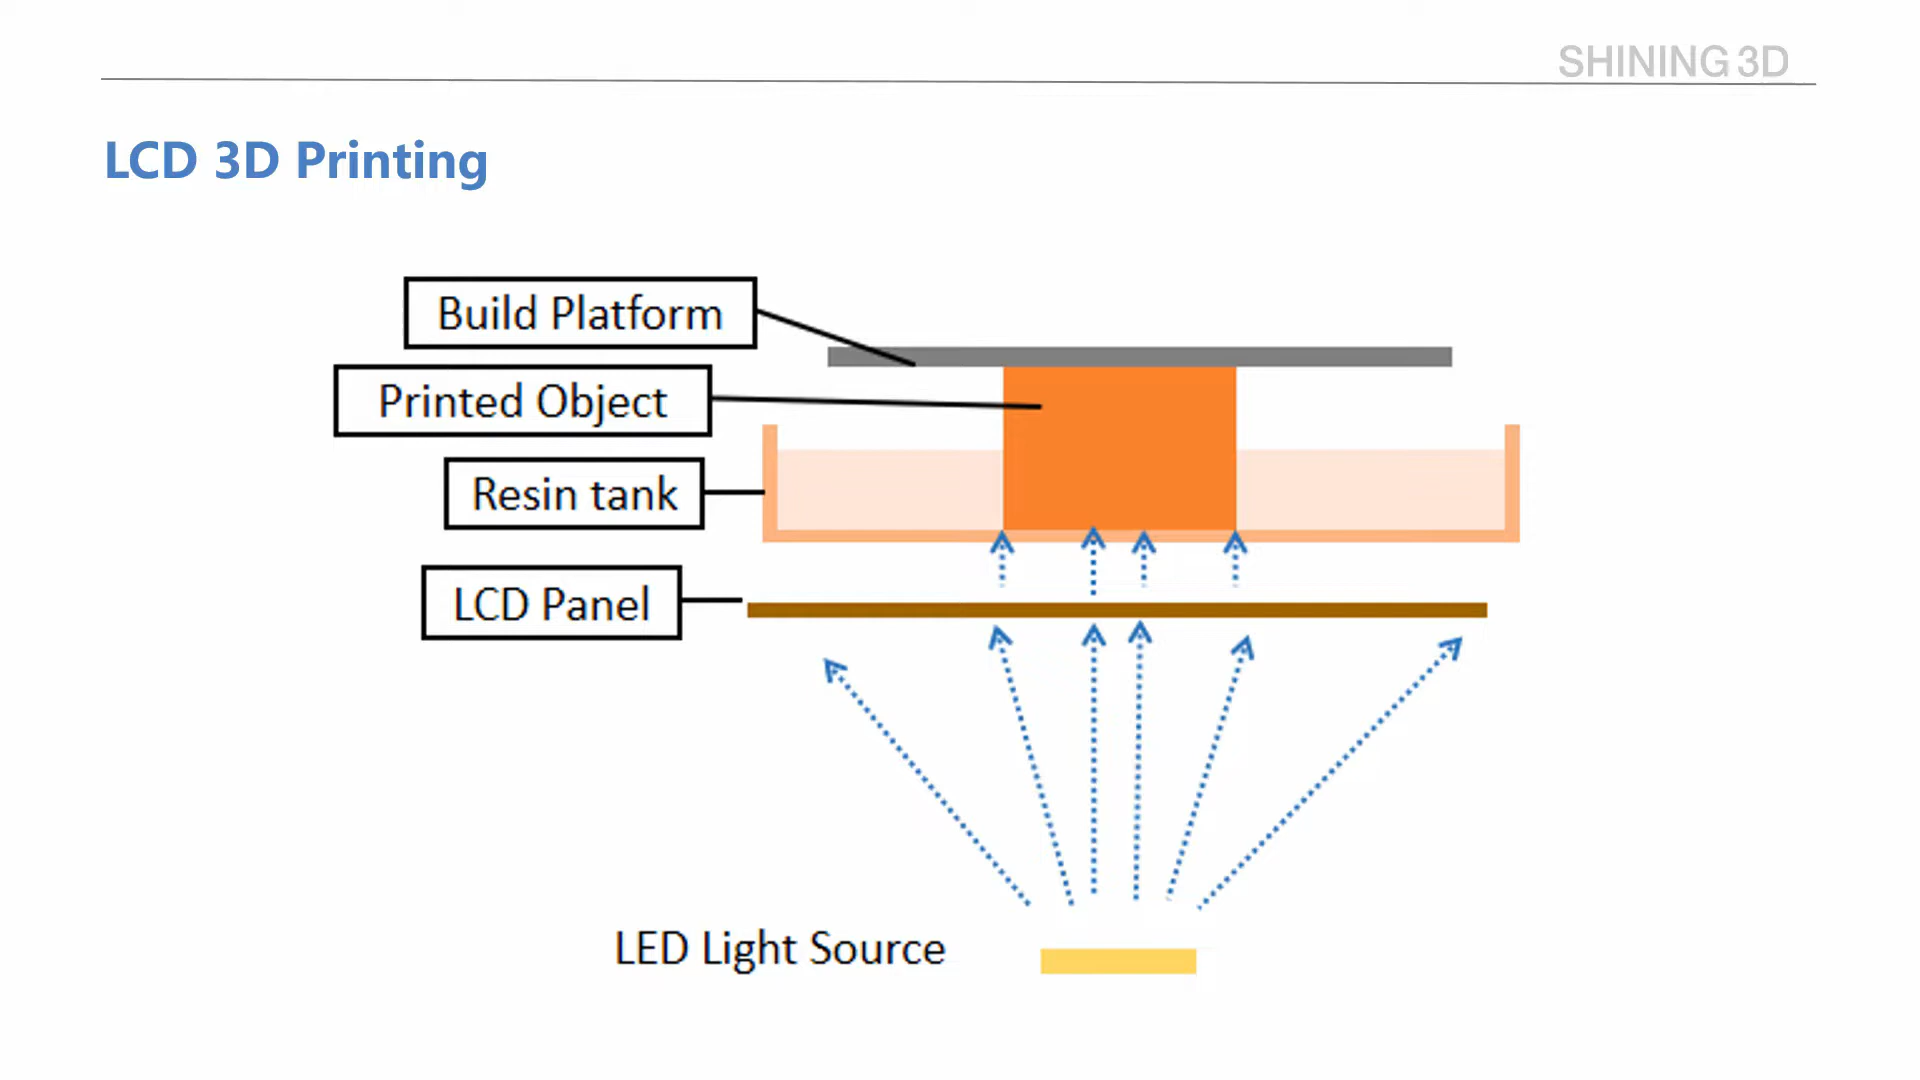 SHINING 3D
LCD 3D Printing
Build Platform
Printed Object
Resin tank
LCD Panel
LED Light Source